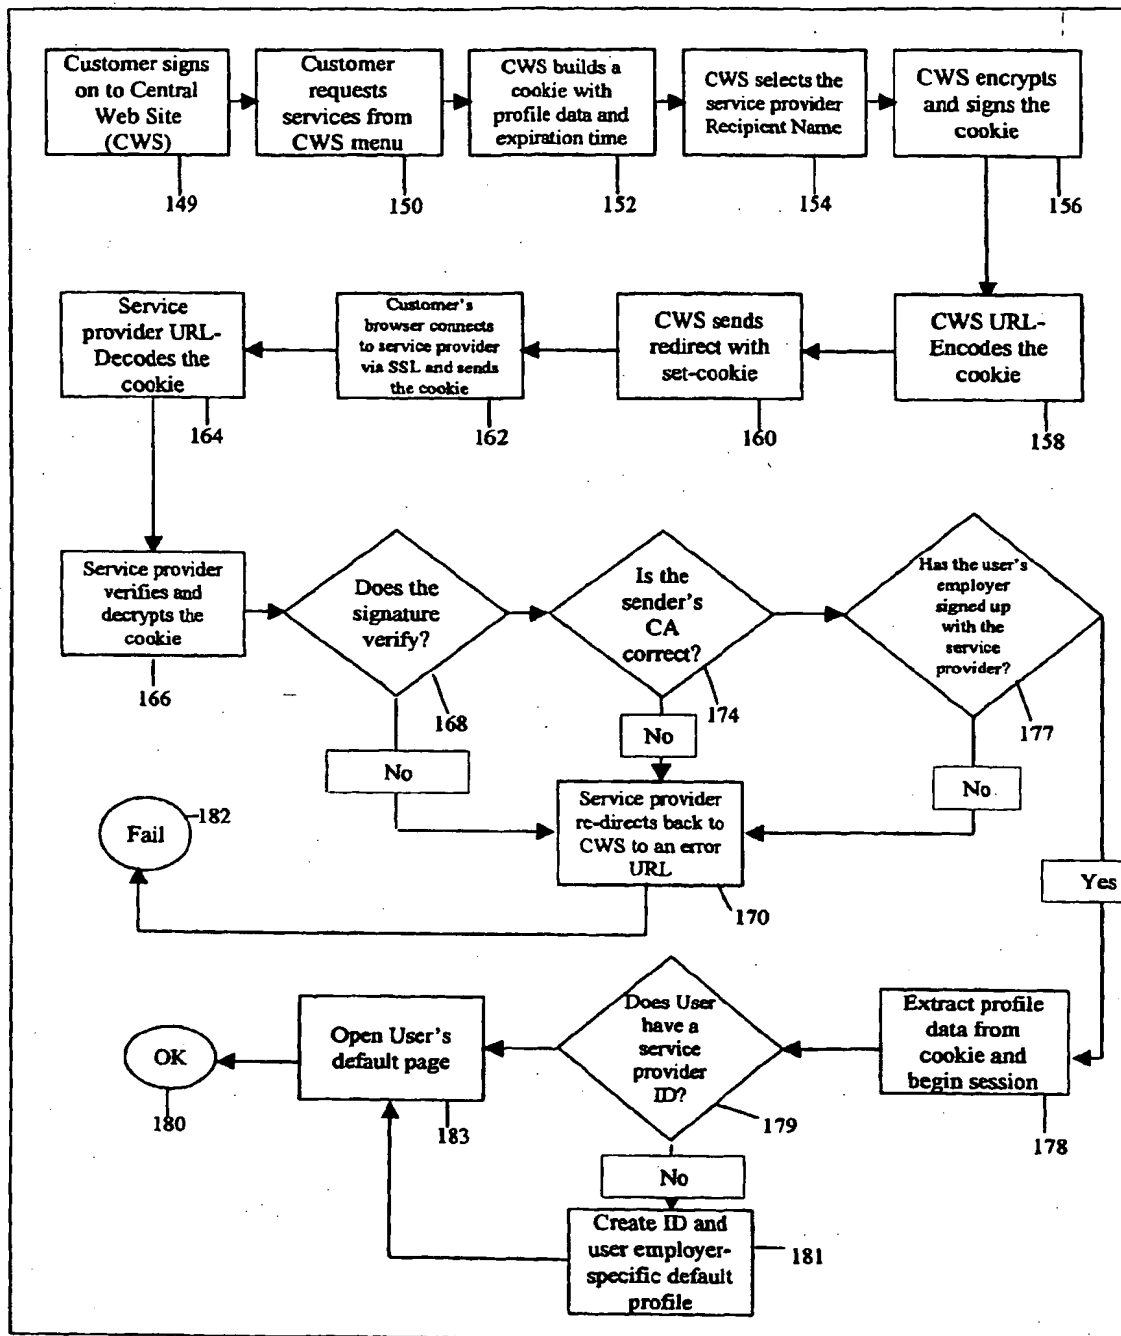 Customer signs
on to Central
Web Site
(CWS)
149
Customer
requests
services from
CWS menu
150
CWS builds a
cookie with
profile data and
expiration time
152
CWS selects the
service provider
Recipient Name
154
CWS encrypts
and signs the
cookie
156
CWS URL-
Encodes the
cookie
158
CWS sends
redirect with
set-cookie
160
Customer's
browser connects
to service provider
via SSL and sends
the cookie
162
Service
provider URL-
Decodes the
cookie
164
Service provider
verifies and
decrypts the
cookie
166
Does the
signature
verify?
168
No
Is the
sender's
CA
correct?
174
No
Has the user's
employer
signed up
with the
service
provider?
177
No
Yes
Service provider
re-directs back to
CWS to an error
URL
170
Fail
182
Extract profile
data from
cookie and
begin session
178
Does User
have a
service
provider
ID?
179
No
Create ID and
user employer-
specific default
profile
181
Open User's
default page
183
OK
180